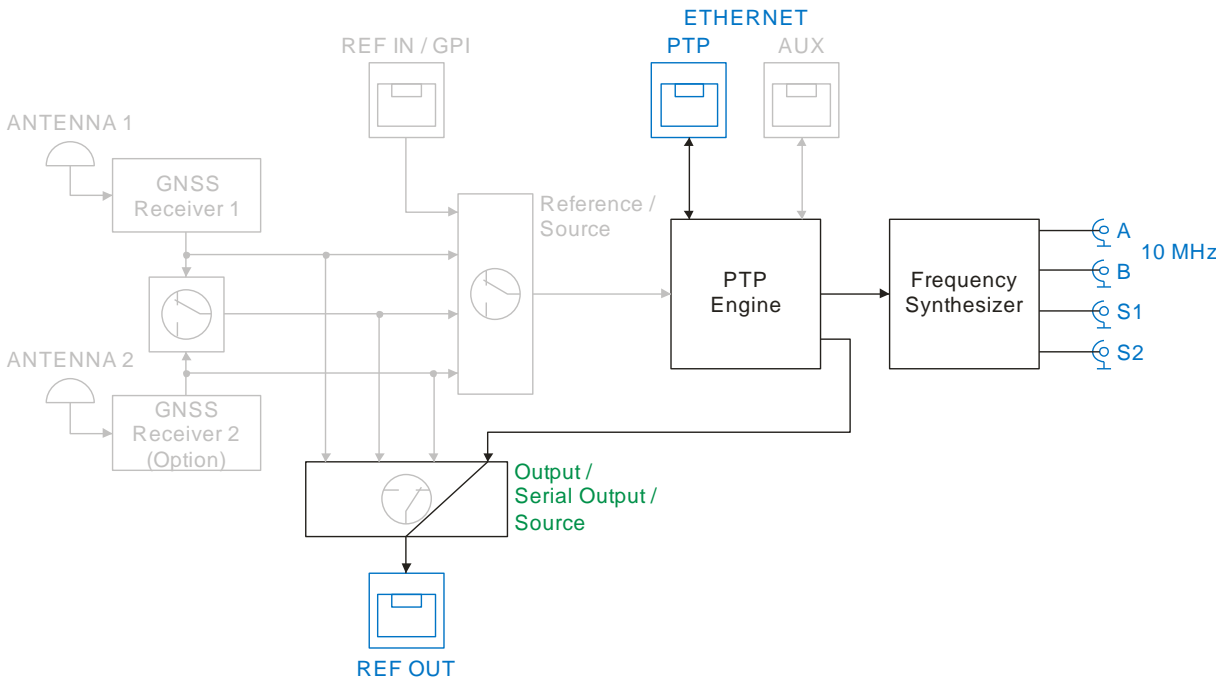 ETHERNET
REF IN / GPI
PTP
AUX
ANTENNA 1
GNSS
Receiver 1
Reference /
Source
PTP
Engine
Frequency
Synthesizer
A
10 MHz
B
S1
S2
ANTENNA 2
GNSS
Receiver 2
(Option)
Output /
Serial Output /
Source
REF OUT